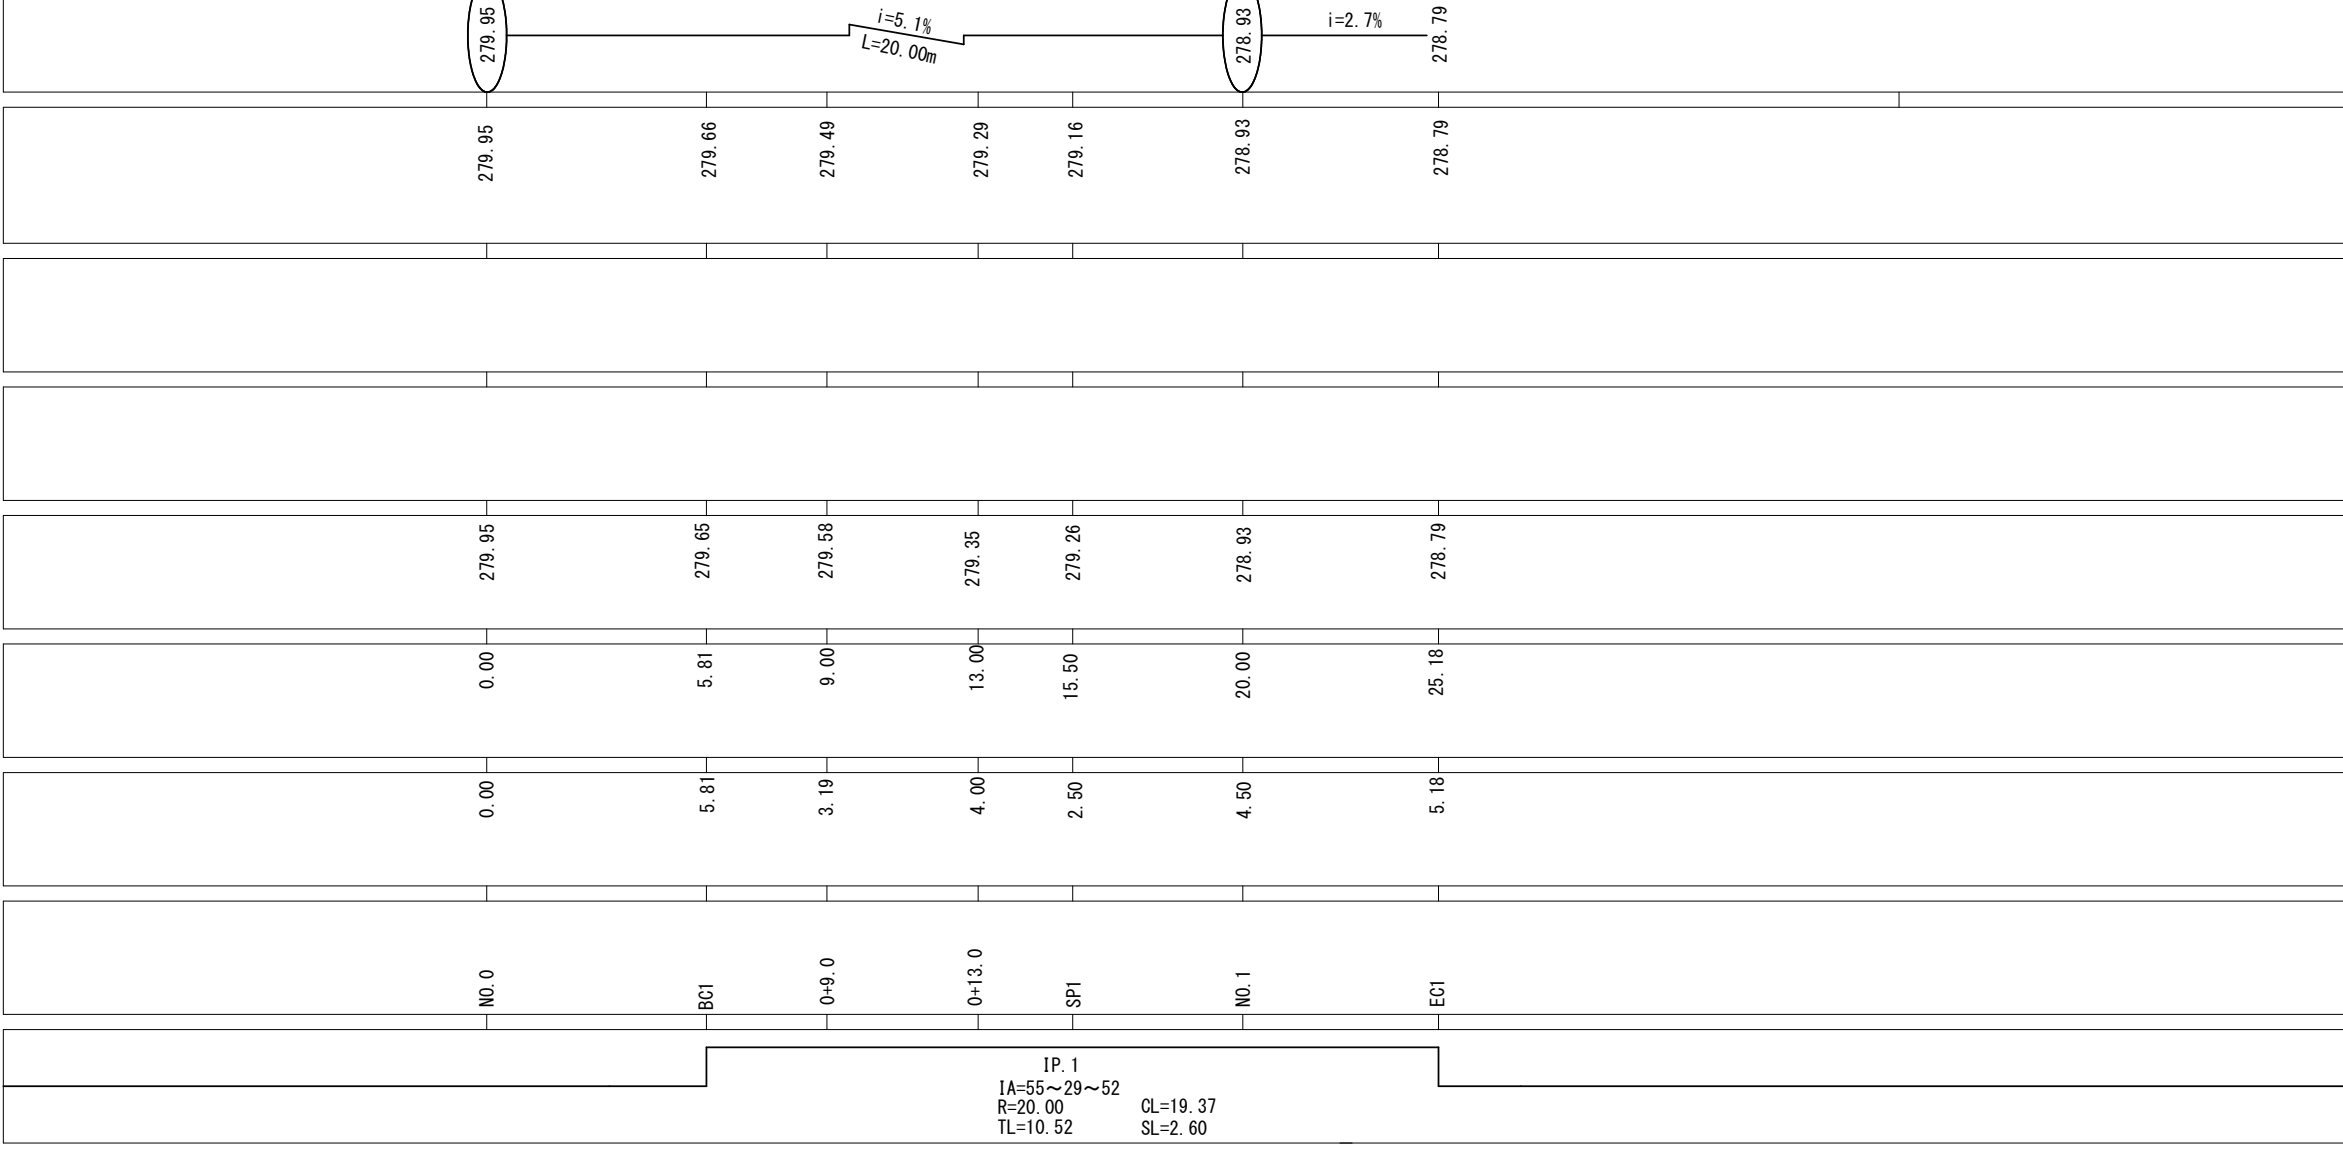 279.95
i=5.1%
L=20.00m
278.93
i=2.7%
278.79
279.95
279.66
279.49
279.29
279.16
278.93
278.79
279.95
279.65
279.58
279.35
279.26
278.93
278.79
0.00
5.81
9.00
13.00
15.50
20.00
25.18
0.00
5.81
3.19
4.00
2.50
4.50
5.18
NO.0
BC1
0+9.0
0+13.0
SP1
NO.1
EC1
IP.1
IA=55～29～52
R=20.00 CL=19.37
TL=10.52 SL=2.60